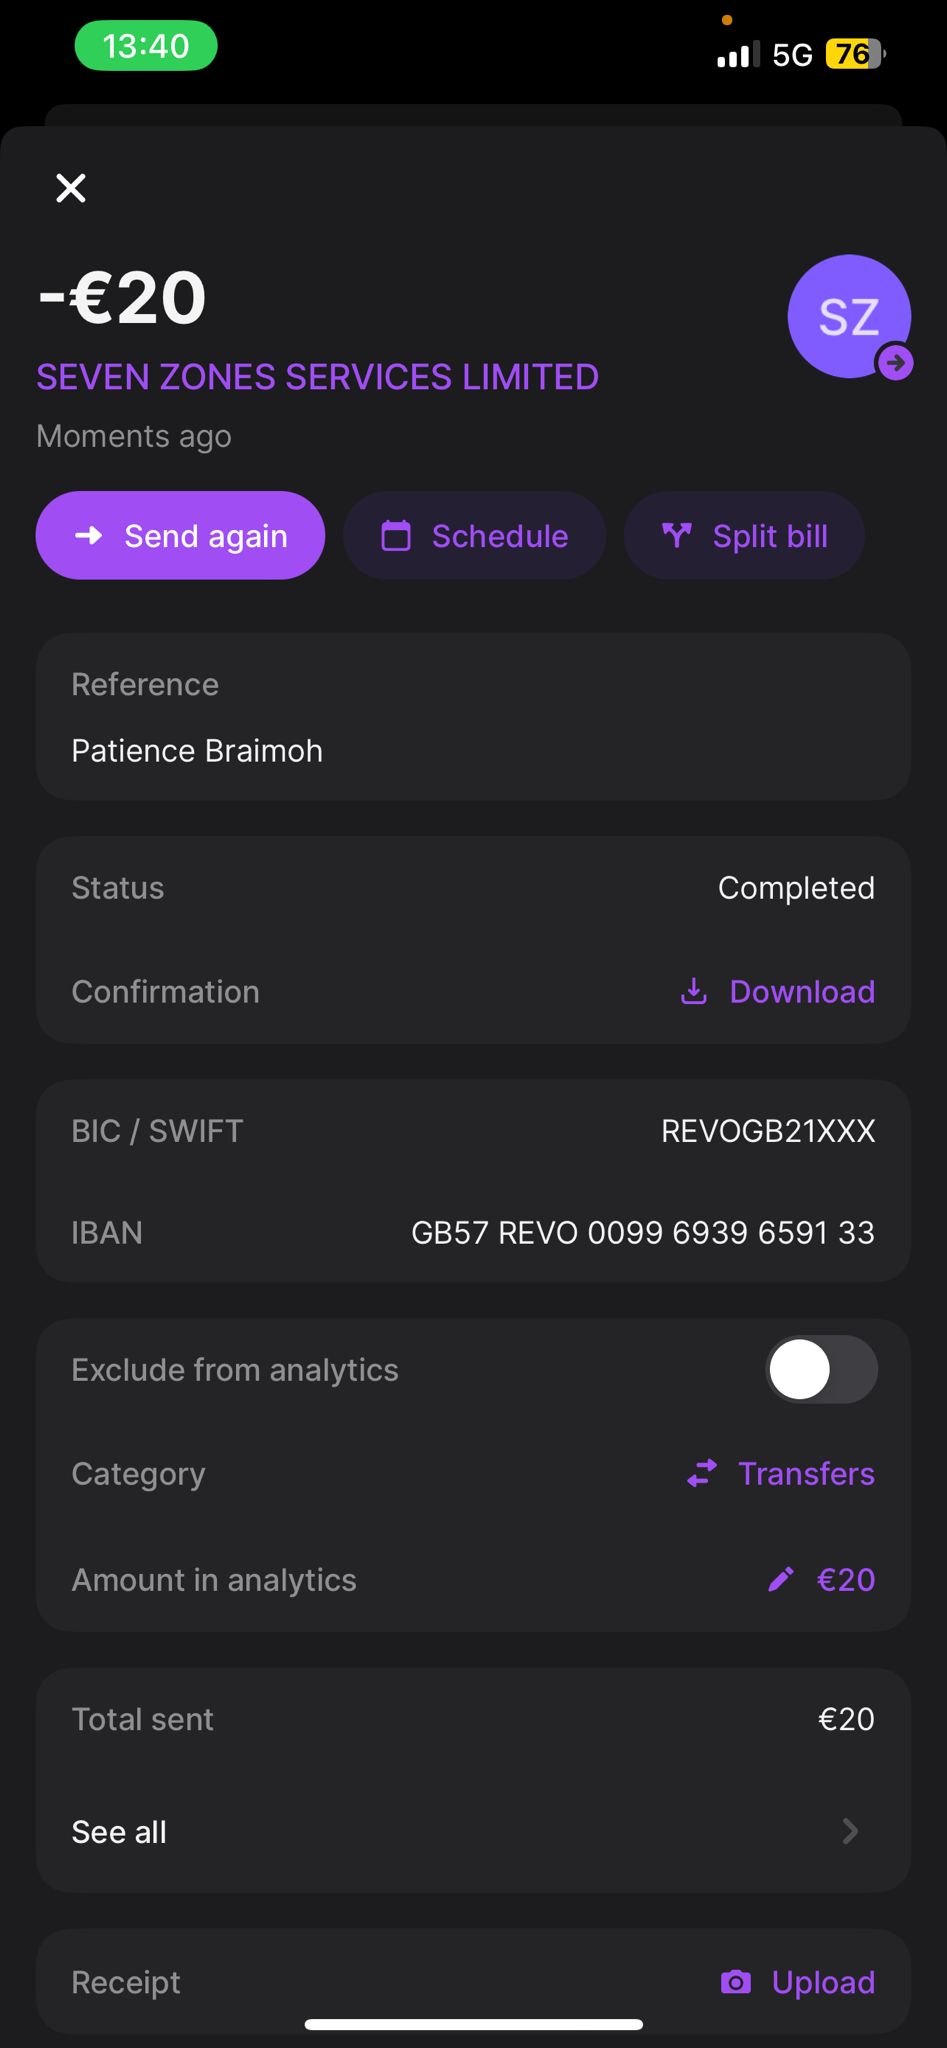 13:40
5G 76
-€20
SZ
SEVEN ZONES SERVICES LIMITED
Moments ago
Send again
Schedule
Split bill
Reference
Patience Braimoh
Status Completed
Confirmation Download
BIC / SWIFT REVOGB21XXX
IBAN GB57 REVO 0099 6939 6591 33
Exclude from analytics
Category Transfers
Amount in analytics €20
Total sent €20
See all
Receipt Upload